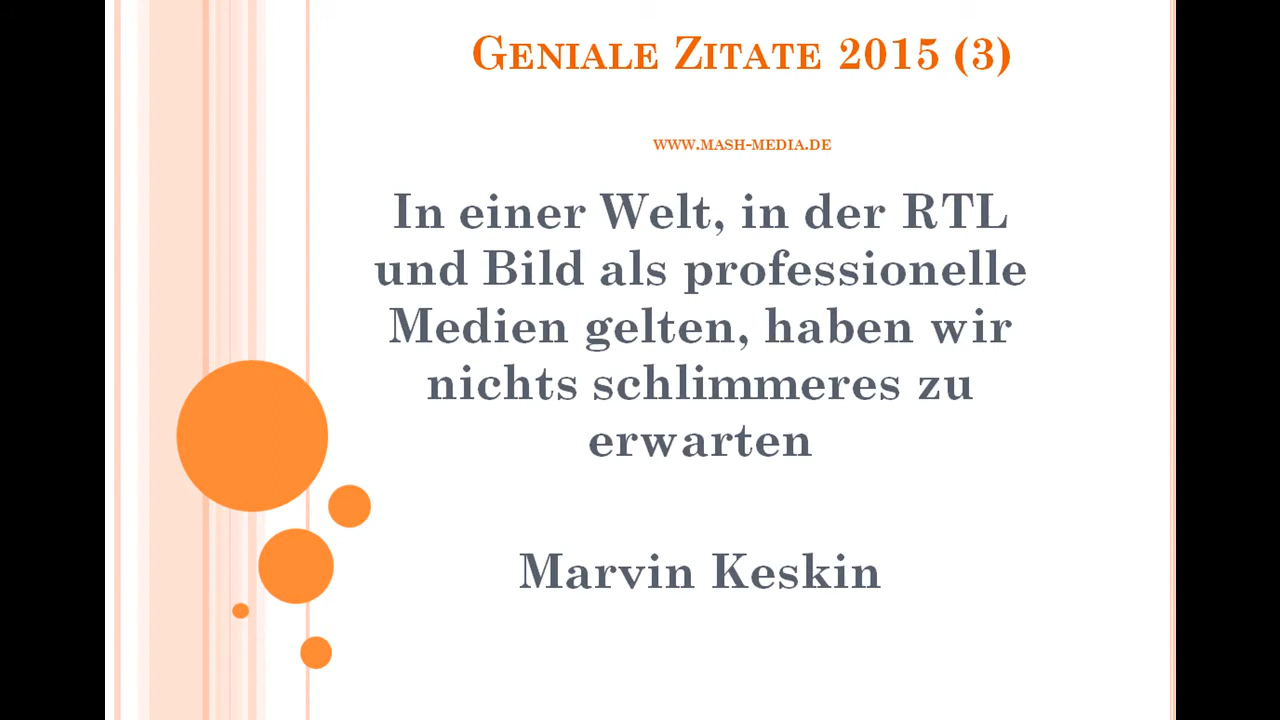 Geniale Zitate 2015 (3)
www.mash-media.de
In einer Welt, in der RTL
und Bild als professionelle
Medien gelten, haben wir
nichts schlimmeres zu
erwarten
Marvin Keskin